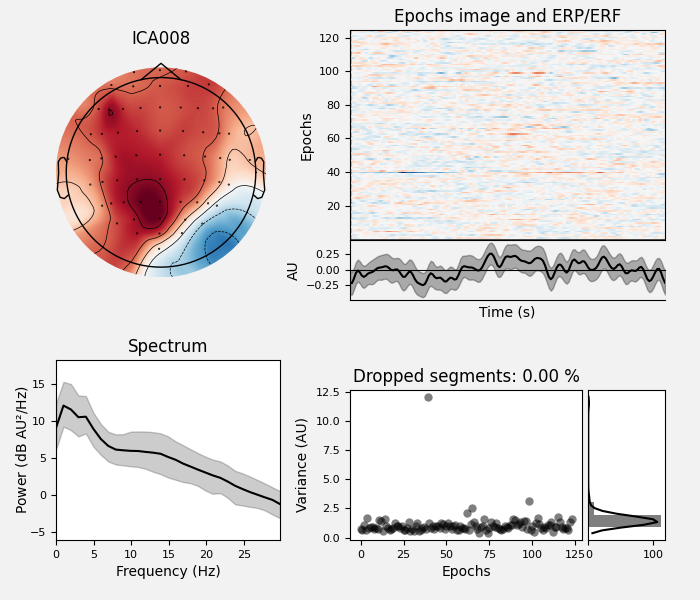 ICA008
Epochs image and ERP/ERF
Epochs
120
100
80
60
40
20
AU
0.25
0.00
−0.25
Time (s)
Spectrum
Power (dB AU²/Hz)
15
10
5
0
−5
0 5 10 15 20 25
Frequency (Hz)
Dropped segments: 0.00 %
Variance (AU)
12.5
10.0
7.5
5.0
2.5
0.0
0 25 50 75 100 125
Epochs
0 100